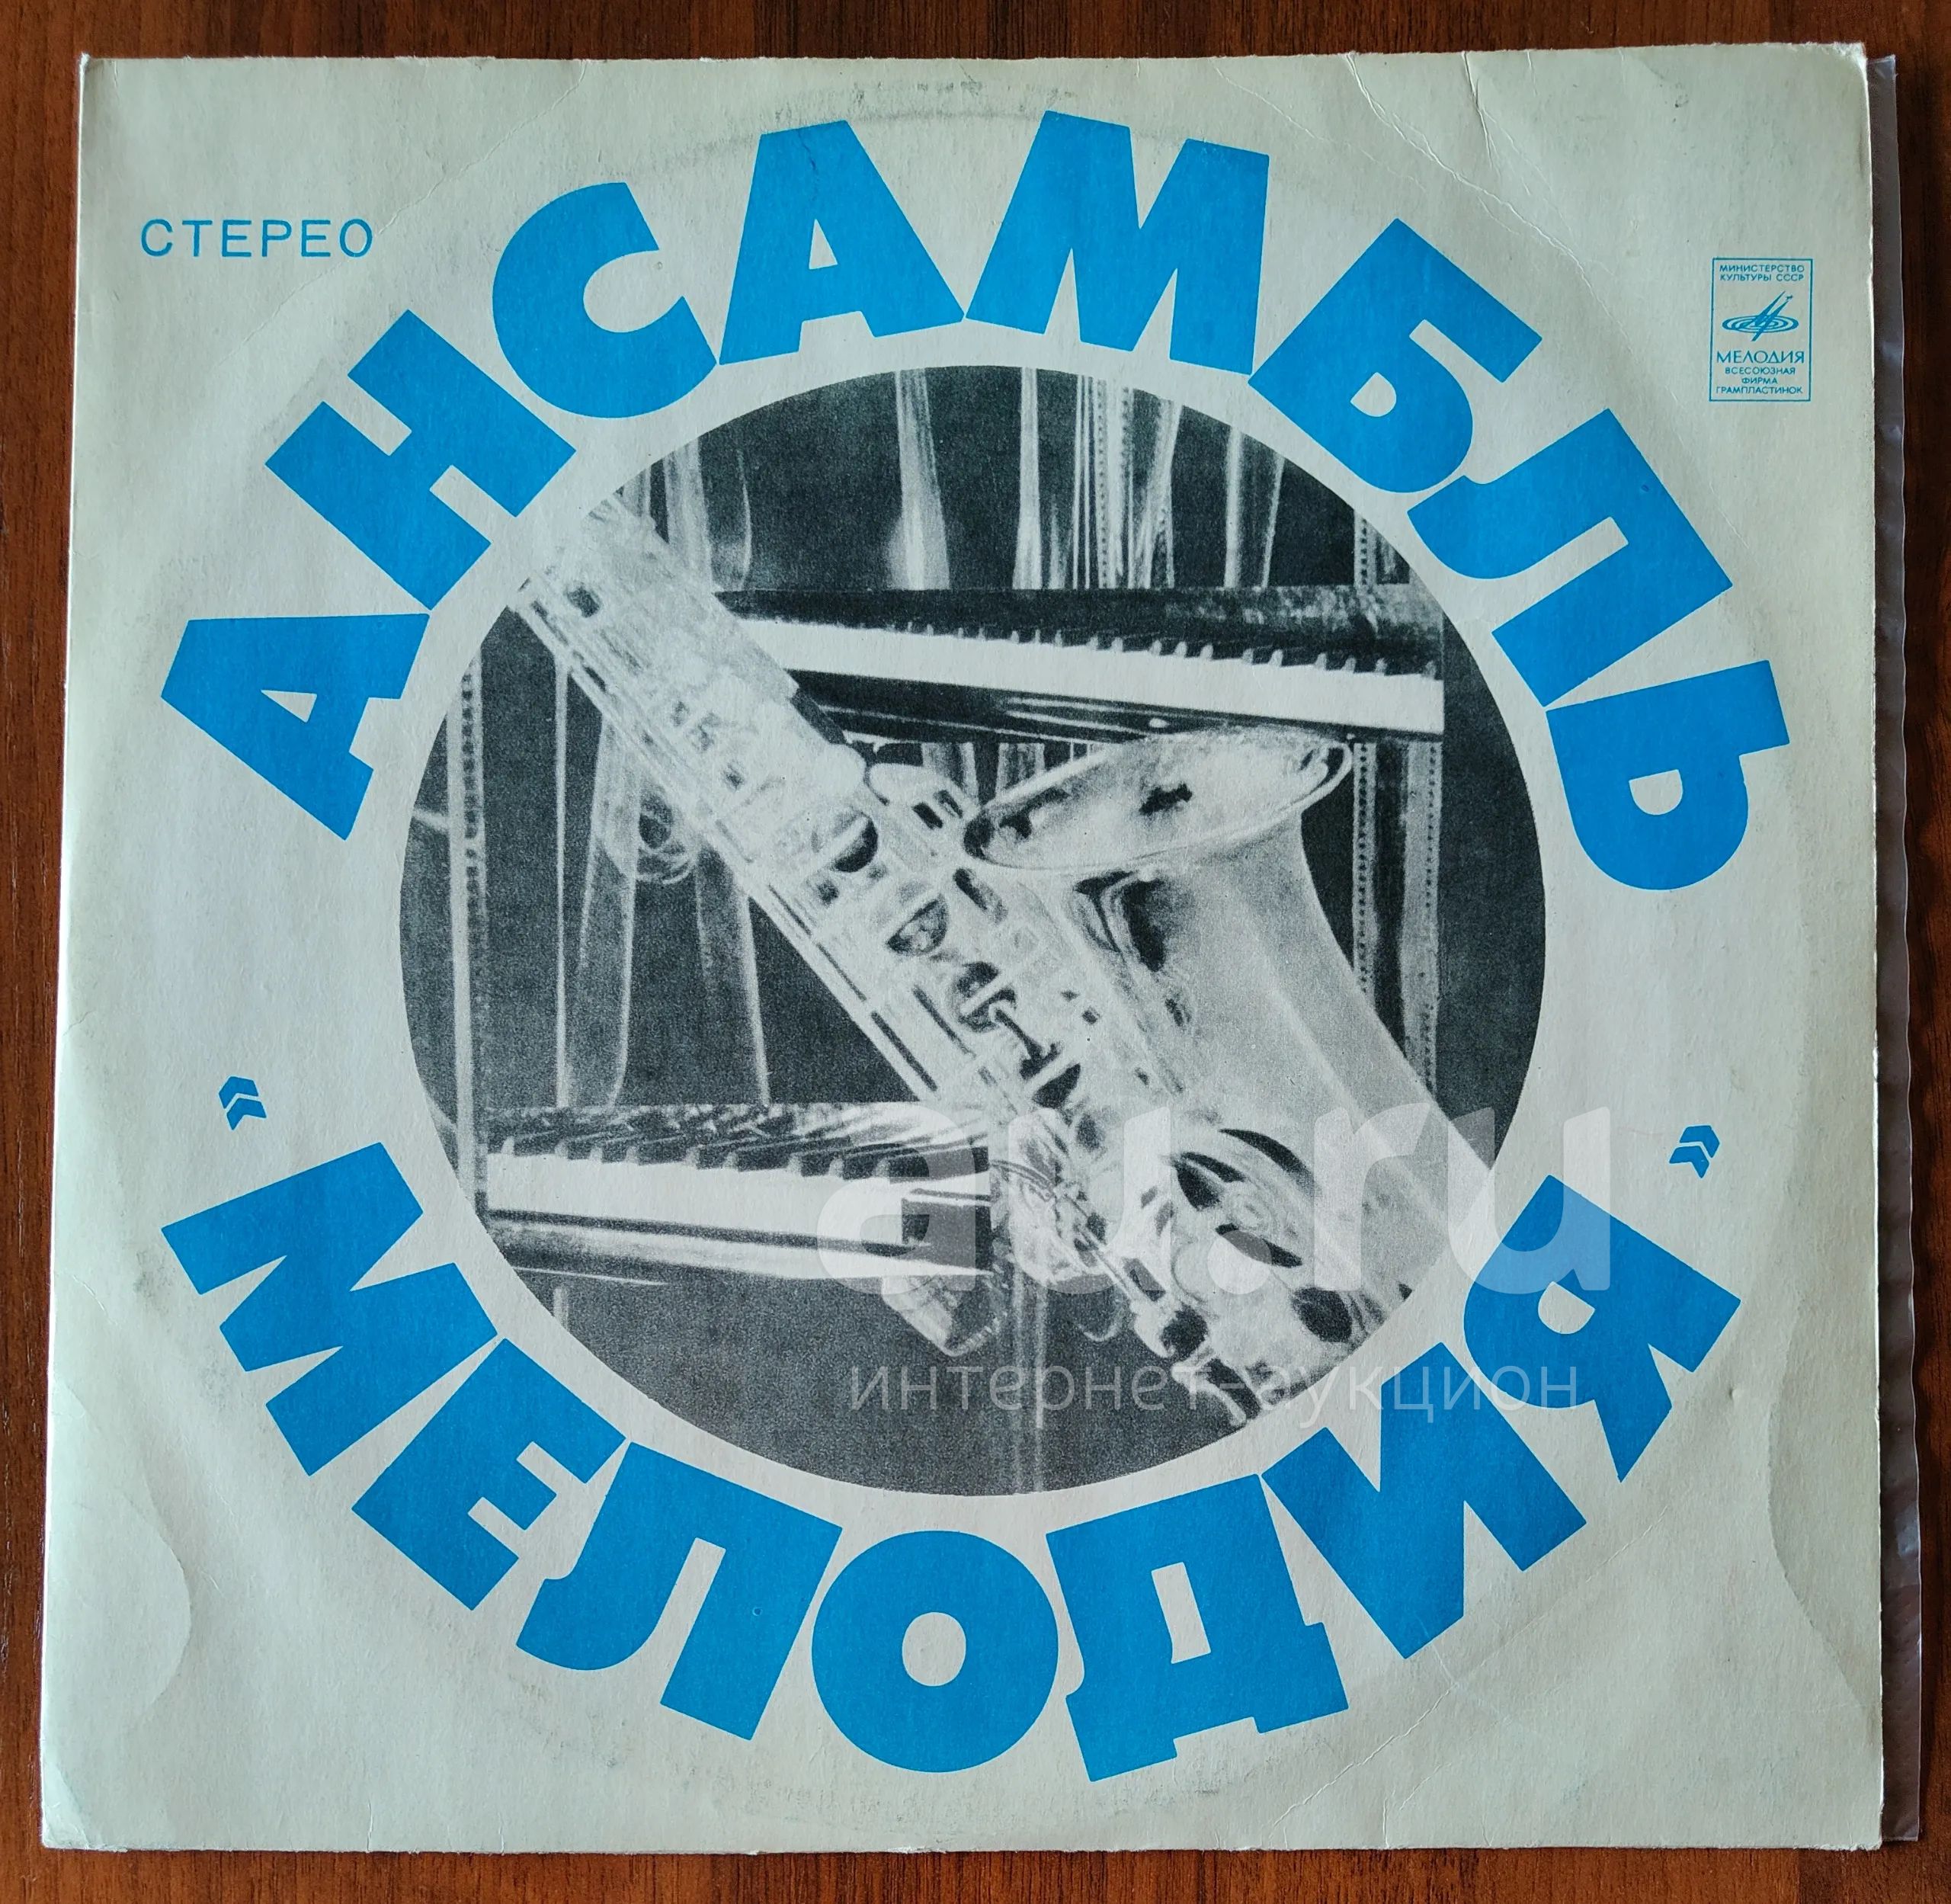 СТЕРЕО
АНСАМБЛЬ
«МЕЛОДИЯ»
МИНИСТЕРСТВО
КУЛЬТУРЫ СССР
МЕЛОДИЯ
ВСЕСОЮЗНАЯ
ФИРМА
ГРАМПЛАСТИНОК
au.ru
интернет-аукцион